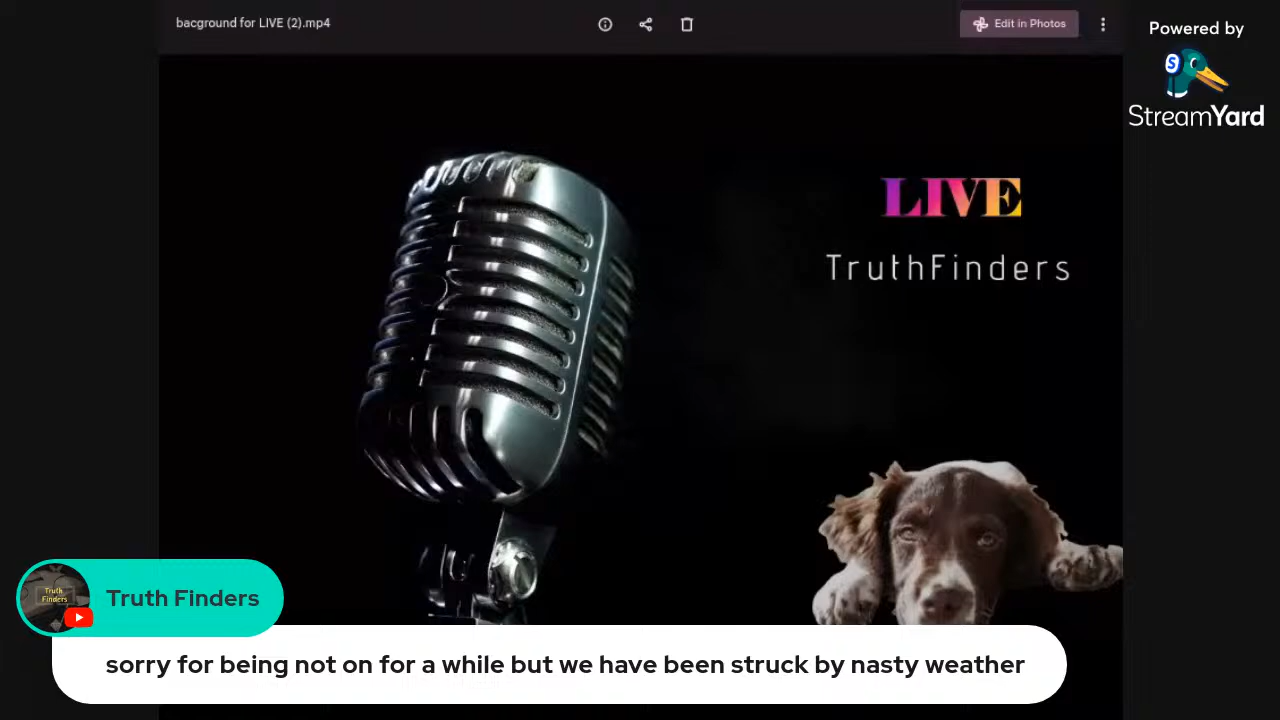 bacground for LIVE (2).mp4
Edit in Photos
Powered by
S
StreamYard
LIVE
TruthFinders
Truth
Finders
Truth Finders
sorry for being not on for a while but we have been struck by nasty weather